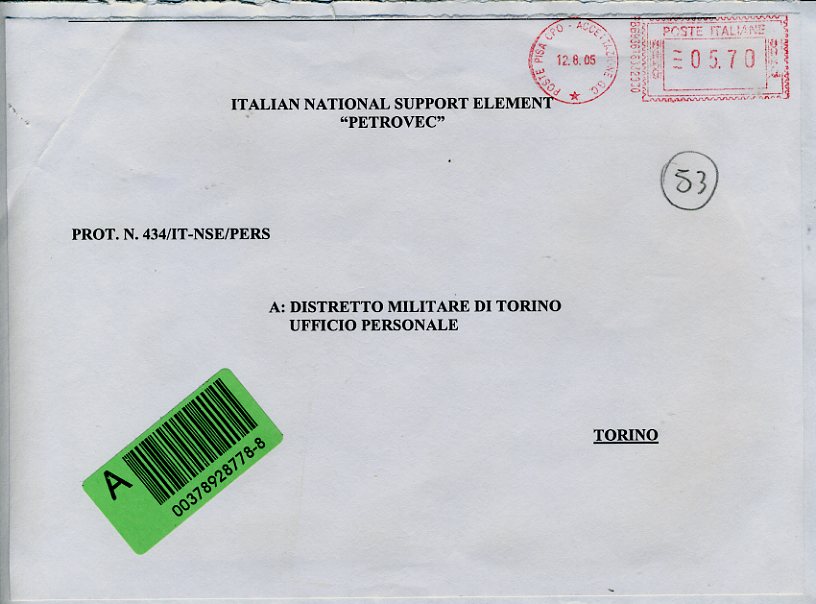 POSTE PISA CPO - ACCETTAZIONE G.C.
12.8.05
POSTE ITALIANE
05.70
ITALIAN NATIONAL SUPPORT ELEMENT
“PETROVEC”
53
PROT. N. 434/IT-NSE/PERS
A: DISTRETTO MILITARE DI TORINO
UFFICIO PERSONALE
TORINO
A
00378928778-8